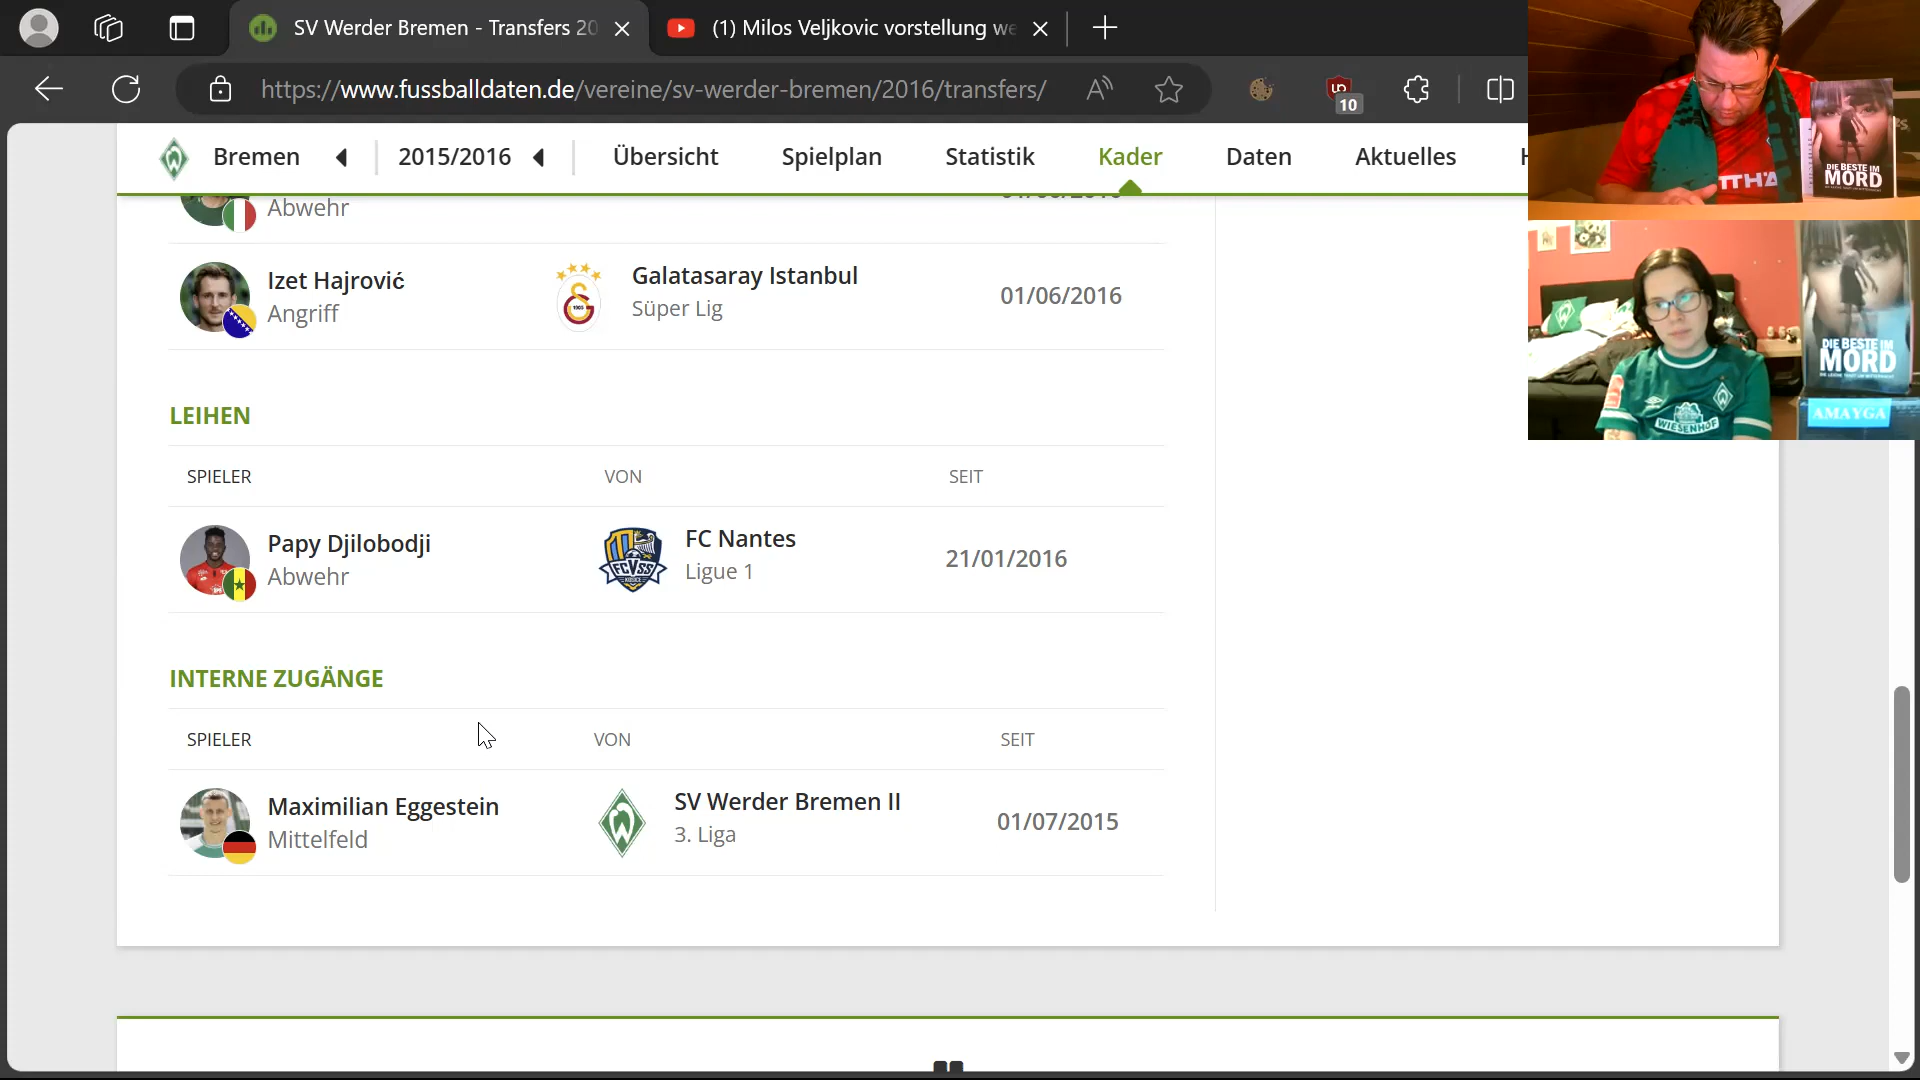 SV Werder Bremen - Transfers 20
(1) Milos Veljkovic vorstellung we
https://www.fussballdaten.de/vereine/sv-werder-bremen/2016/transfers/
10
Bremen
2015/2016
Übersicht
Spielplan
Statistik
Kader
Daten
Aktuelles
Abwehr
Izet Hajrović
Angriff
Galatasaray Istanbul
Süper Lig
01/06/2016
LEIHEN
SPIELER
VON
SEIT
Papy Djilobodji
Abwehr
FC Nantes
Ligue 1
21/01/2016
INTERNE ZUGÄNGE
SPIELER
VON
SEIT
Maximilian Eggestein
Mittelfeld
SV Werder Bremen II
3. Liga
01/07/2015
DIE BESTE IM
MORD
TTHÄ
DIE BESTE IM
MORD
AMAYGA
WIESENHOF